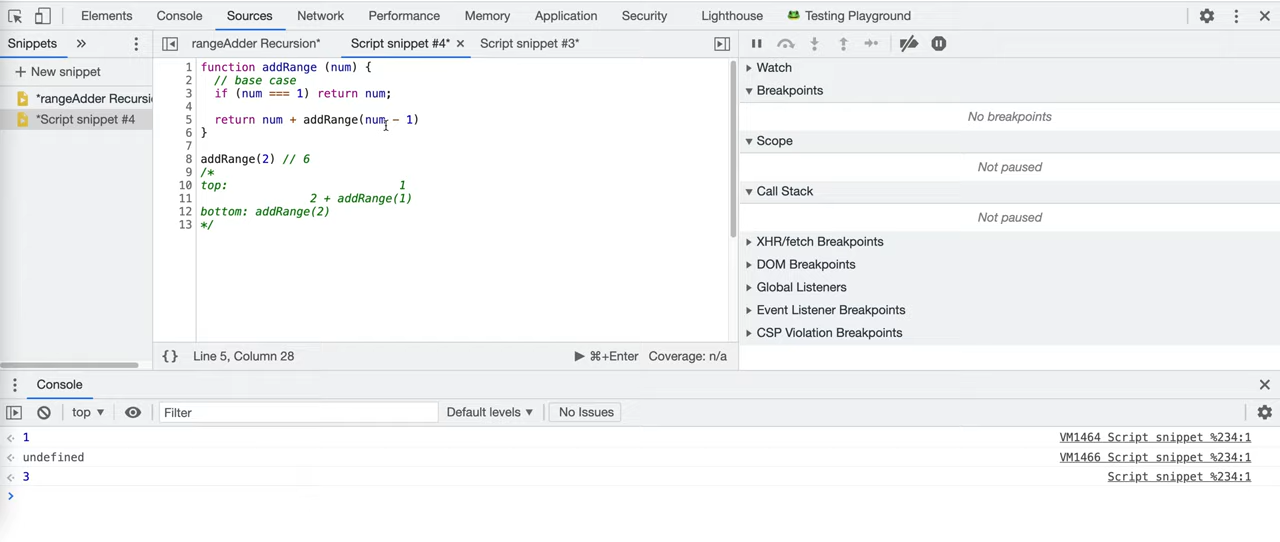 Elements Console Sources Network Performance Memory Application Security Lighthouse Testing Playground
Snippets » rangeAdder Recursion* Script snippet #4* × Script snippet #3*
+ New snippet
*rangeAdder Recursi
*Script snippet #4
1 function addRange (num) {
2 // base case
3 if (num === 1) return num;
4
5 return num + addRange(num - 1)
6 }
7
8 addRange(2) // 6
9 /*
10 top: 1
11 2 + addRange(1)
12 bottom: addRange(2)
13 */
{} Line 5, Column 28 ⌘+Enter Coverage: n/a
Watch
Breakpoints
No breakpoints
Scope
Not paused
Call Stack
Not paused
XHR/fetch Breakpoints
DOM Breakpoints
Global Listeners
Event Listener Breakpoints
CSP Violation Breakpoints
Console
top ▼ Filter Default levels ▼ No Issues
1 VM1464 Script snippet %234:1
undefined VM1466 Script snippet %234:1
3 Script snippet %234:1